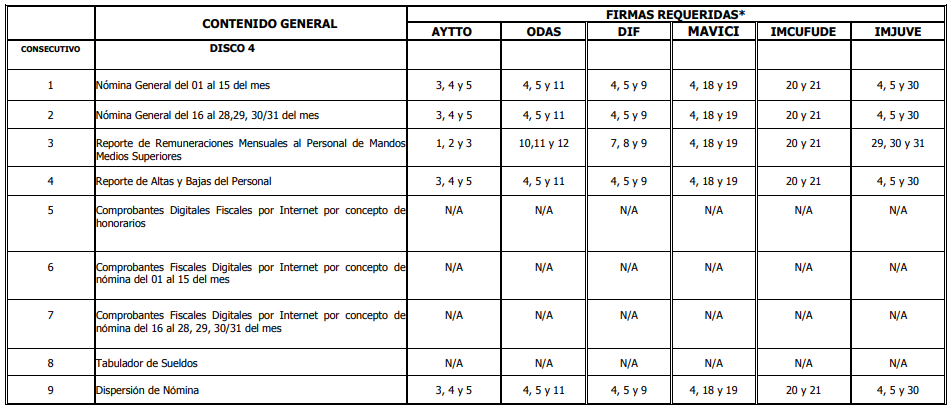 CONTENIDO GENERAL
FIRMAS REQUERIDAS*
AYTTO ODAS DIF MAVICI IMCUFUDE IMJUVE
CONSECUTIVO DISCO 4
1 Nómina General del 01 al 15 del mes 3, 4 y 5 4, 5 y 11 4, 5 y 9 4, 18 y 19 20 y 21 4, 5 y 30
2 Nómina General del 16 al 28,29, 30/31 del mes 3, 4 y 5 4, 5 y 11 4, 5 y 9 4, 18 y 19 20 y 21 4, 5 y 30
3 Reporte de Remuneraciones Mensuales al Personal de Mandos 1, 2 y 3 10,11 y 12 7, 8 y 9 4, 18 y 19 20 y 21 29, 30 y 31
Medios Superiores
4 Reporte de Altas y Bajas del Personal 3, 4 y 5 4, 5 y 11 4, 5 y 9 4, 18 y 19 20 y 21 4, 5 y 30
5 Comprobantes Digitales Fiscales por Internet por concepto de N/A N/A N/A N/A N/A N/A
honorarios
6 Comprobantes Fiscales Digitales por Internet por concepto de N/A N/A N/A N/A N/A N/A
nómina del 01 al 15 del mes
7 Comprobantes Fiscales Digitales por Internet por concepto de N/A N/A N/A N/A N/A N/A
nómina del 16 al 28, 29, 30/31 del mes
8 Tabulador de Sueldos N/A N/A N/A N/A N/A N/A
9 Dispersión de Nómina 3, 4 y 5 4, 5 y 11 4, 5 y 9 4, 18 y 19 20 y 21 4, 5 y 30